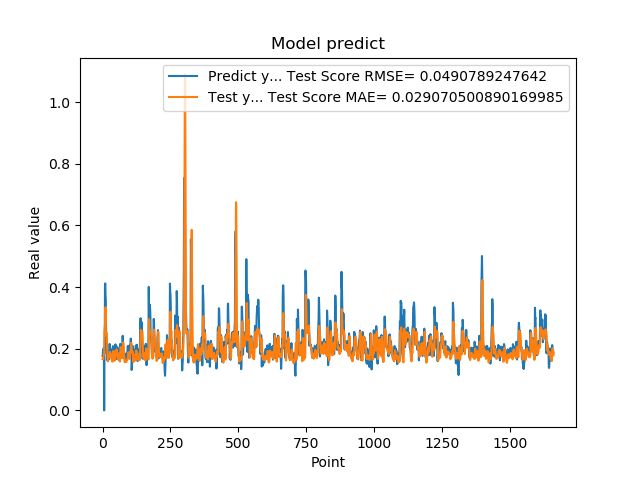 Model predict
Predict y... Test Score RMSE= 0.0490789247642
Test y... Test Score MAE= 0.029070500890169985
1.0
0.8
0.6
0.4
0.2
0.0
Real value
0 250 500 750 1000 1250 1500
Point